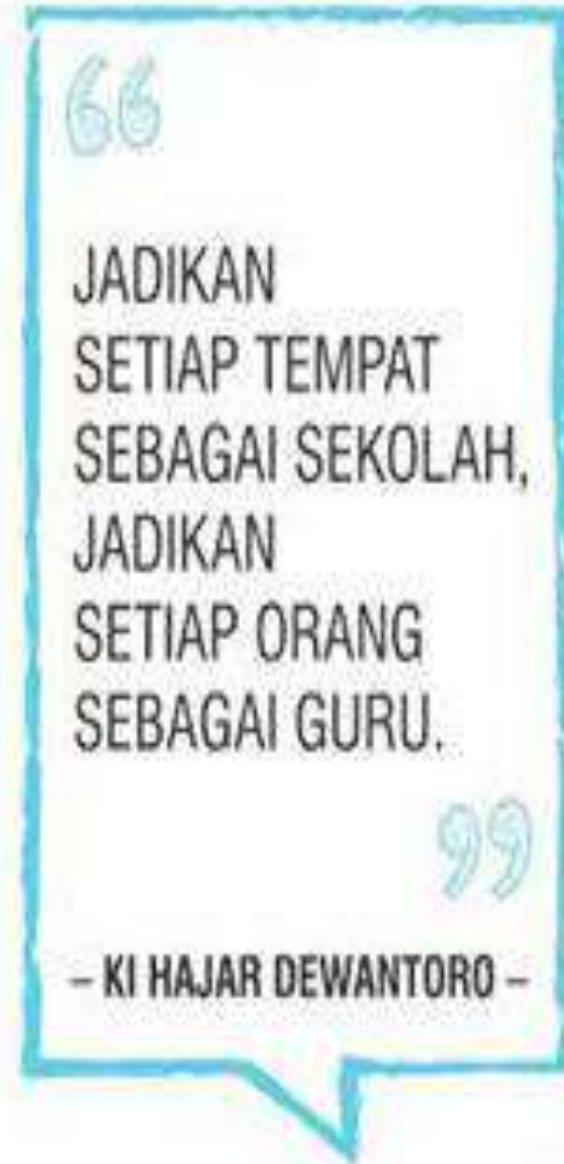 “
JADIKAN
SETIAP TEMPAT
SEBAGAI SEKOLAH,
JADIKAN
SETIAP ORANG
SEBAGAI GURU.
”
– KI HAJAR DEWANTORO –